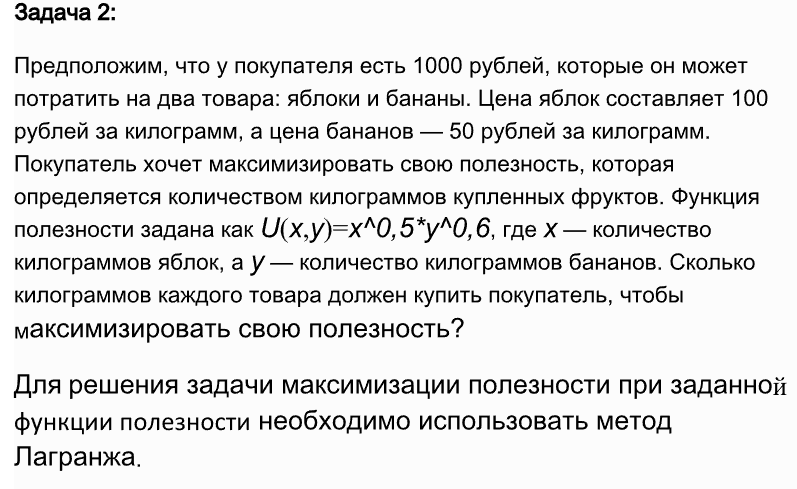 Задача 2:
Предположим, что у покупателя есть 1000 рублей, которые он может
потратить на два товара: яблоки и бананы. Цена яблок составляет 100
рублей за килограмм, а цена бананов — 50 рублей за килограмм.
Покупатель хочет максимизировать свою полезность, которая
определяется количеством килограммов купленных фруктов. Функция
полезности задана как U(x,y)=x^0,5*y^0,6, где x — количество
килограммов яблок, а y — количество килограммов бананов. Сколько
килограммов каждого товара должен купить покупатель, чтобы
максимизировать свою полезность?
Для решения задачи максимизации полезности при заданной
функции полезности необходимо использовать метод
Лагранжа.